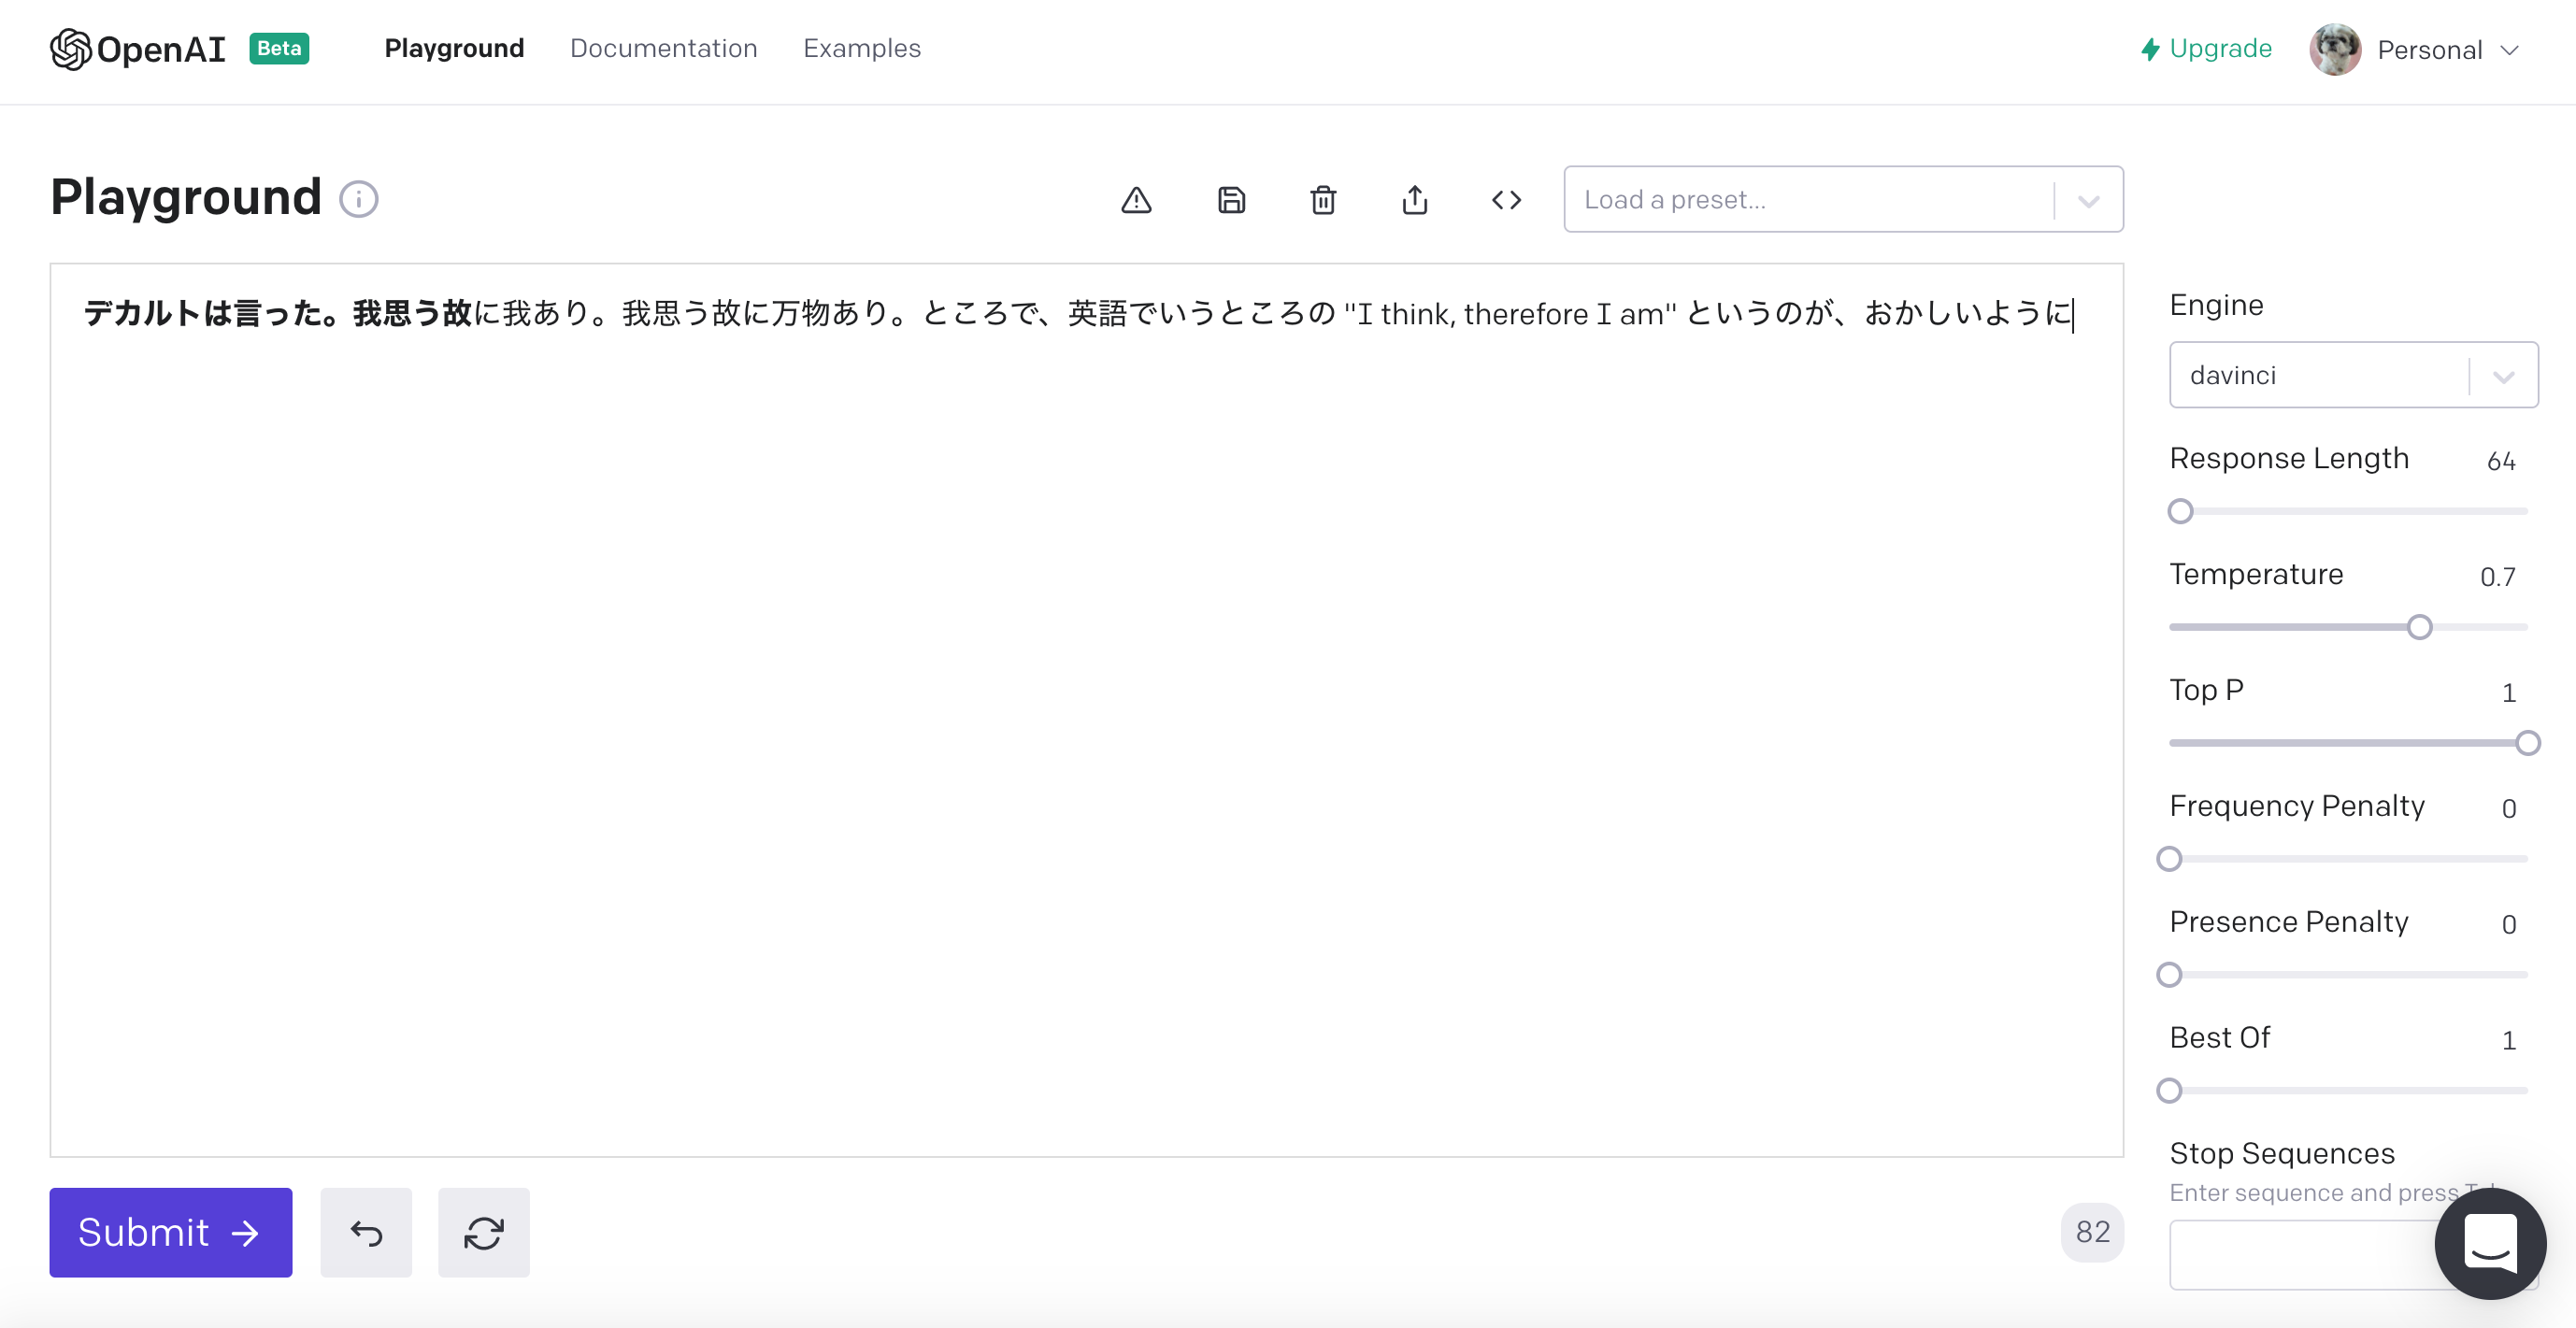 OpenAI Beta Playground Documentation Examples Upgrade Personal
Playground
Load a preset...
デカルトは言った。我思う故に我あり。我思う故に万物あり。ところで、英語でいうところの "I think, therefore I am" というのが、おかしいように
Engine
davinci
Response Length 64
Temperature 0.7
Top P 1
Frequency Penalty 0
Presence Penalty 0
Best Of 1
Stop Sequences
Enter sequence and press
Submit
82